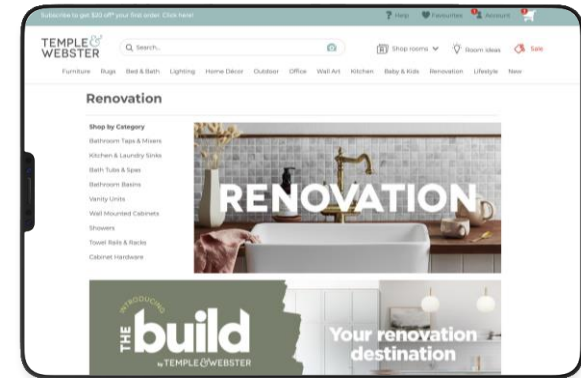 Subscribe to get $20 off* your first order. Click here!
? Help Favourites Account
TEMPLE &
WEBSTER
Search...
Shop rooms
Room ideas
Sale
Furniture Rugs Bed & Bath Lighting Home Décor Outdoor Office Wall Art Kitchen Baby & Kids Renovation Lifestyle New
Renovation
Shop by Category
Bathroom Taps & Mixers
Kitchen & Laundry Sinks
Bath Tubs & Spas
Bathroom Basins
Vanity Units
Wall Mounted Cabinets
Showers
Towel Rails & Racks
Cabinet Hardware
RENOVATION
INTRODUCING
THE build
by TEMPLE & WEBSTER
Your renovation
destination